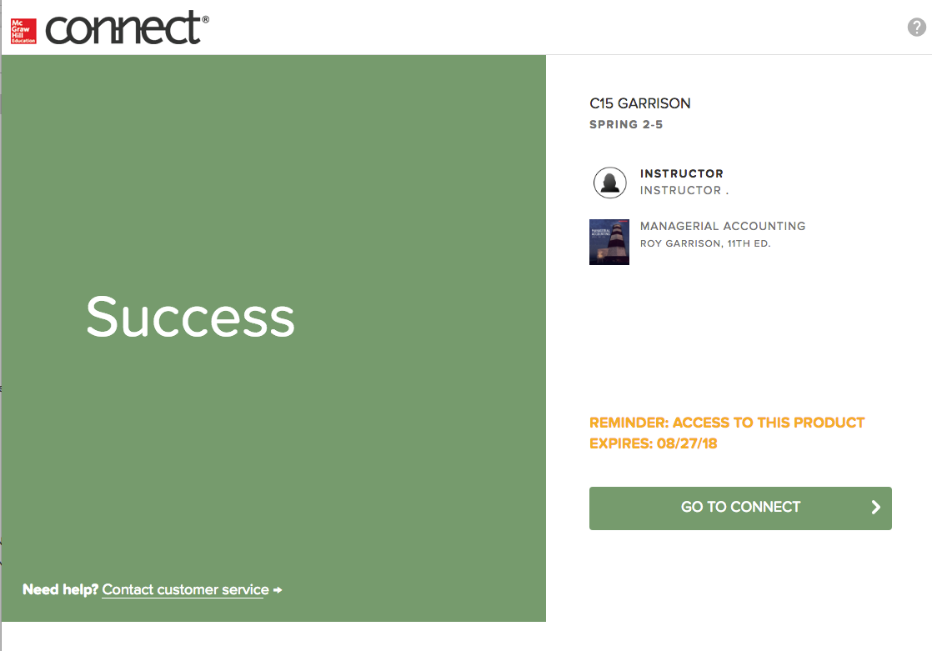 Mc
Graw
Hill
Education
connect®
?
C15 GARRISON
SPRING 2-5
INSTRUCTOR
INSTRUCTOR .
MANAGERIAL ACCOUNTING
ROY GARRISON, 11TH ED.
Success
REMINDER: ACCESS TO THIS PRODUCT
EXPIRES: 08/27/18
GO TO CONNECT
Need help? Contact customer service